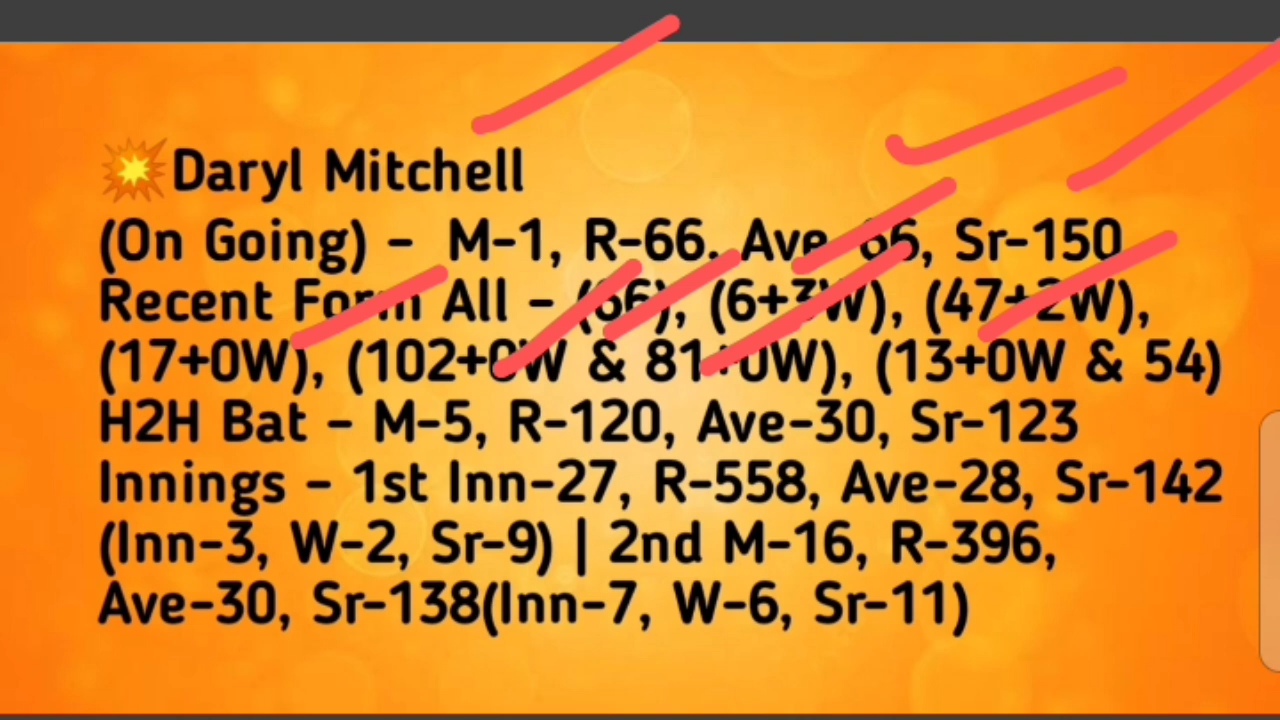 💥Daryl Mitchell
(On Going) – M-1, R-66. Ave-66, Sr-150
Recent Form All – (66), (6+3W), (47+2W),
(17+0W), (102+0W & 81+0W), (13+0W & 54)
H2H Bat – M-5, R-120, Ave-30, Sr-123
Innings – 1st Inn-27, R-558, Ave-28, Sr-142
(Inn-3, W-2, Sr-9) | 2nd M-16, R-396,
Ave-30, Sr-138(Inn-7, W-6, Sr-11)